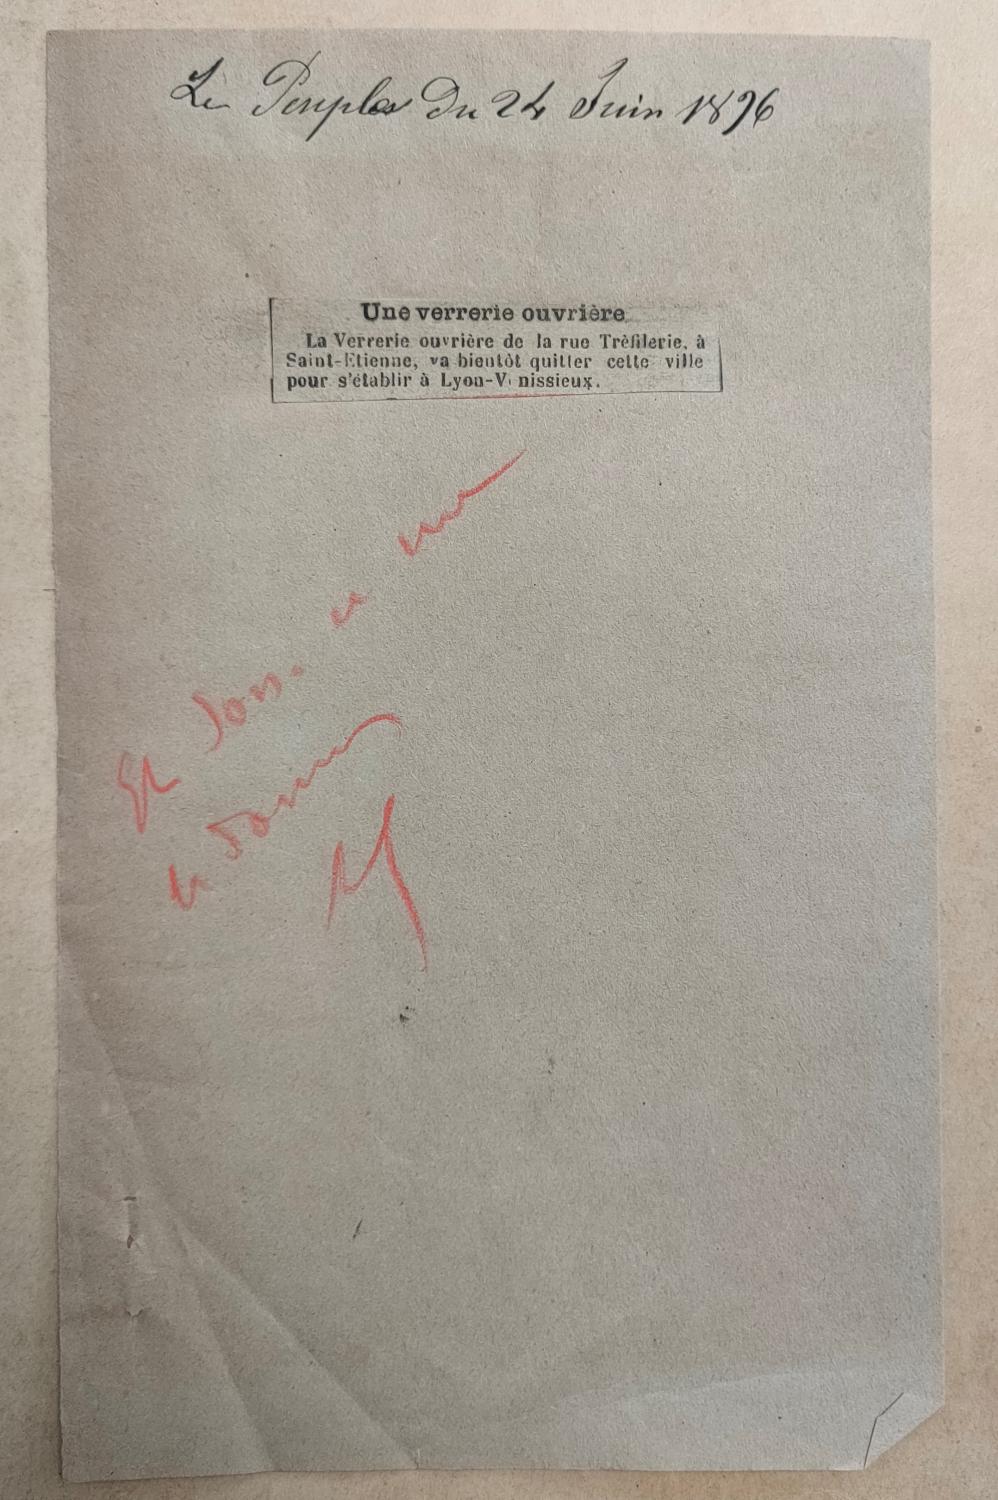 Le Peuple du 24 Juin 1896
Une verrerie ouvrière
La Verrerie ouvrière de la rue Tréfilerie, à
Saint-Etienne, va bientôt quitter cette ville
pour s'établir à Lyon-V nissieux.